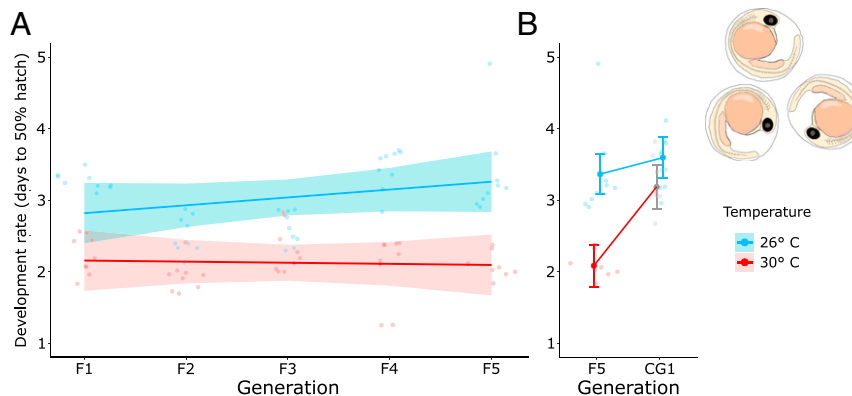 A
B
Development rate (days to 50% hatch)
5
4
3
2
1
F1
F2
F3
F4
F5
Generation
5
4
3
2
1
F5
CG1
Generation
Temperature
26° C
30° C